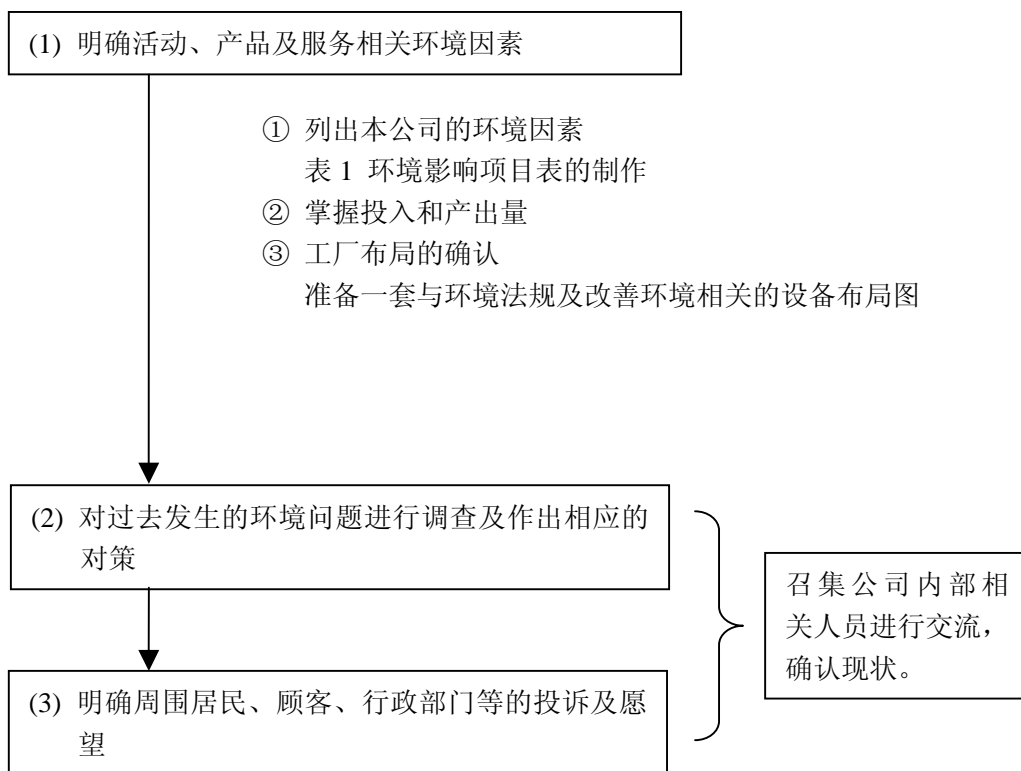 (1) 明确活动、产品及服务相关环境因素
① 列出本公司的环境因素
表 1 环境影响项目表的制作
② 掌握投入和产出量
③ 工厂布局的确认
准备一套与环境法规及改善环境相关的设备布局图
(2) 对过去发生的环境问题进行调查及作出相应的
对策
召集公司内部相
关人员进行交流，
确认现状。
(3) 明确周围居民、顾客、行政部门等的投诉及愿
望